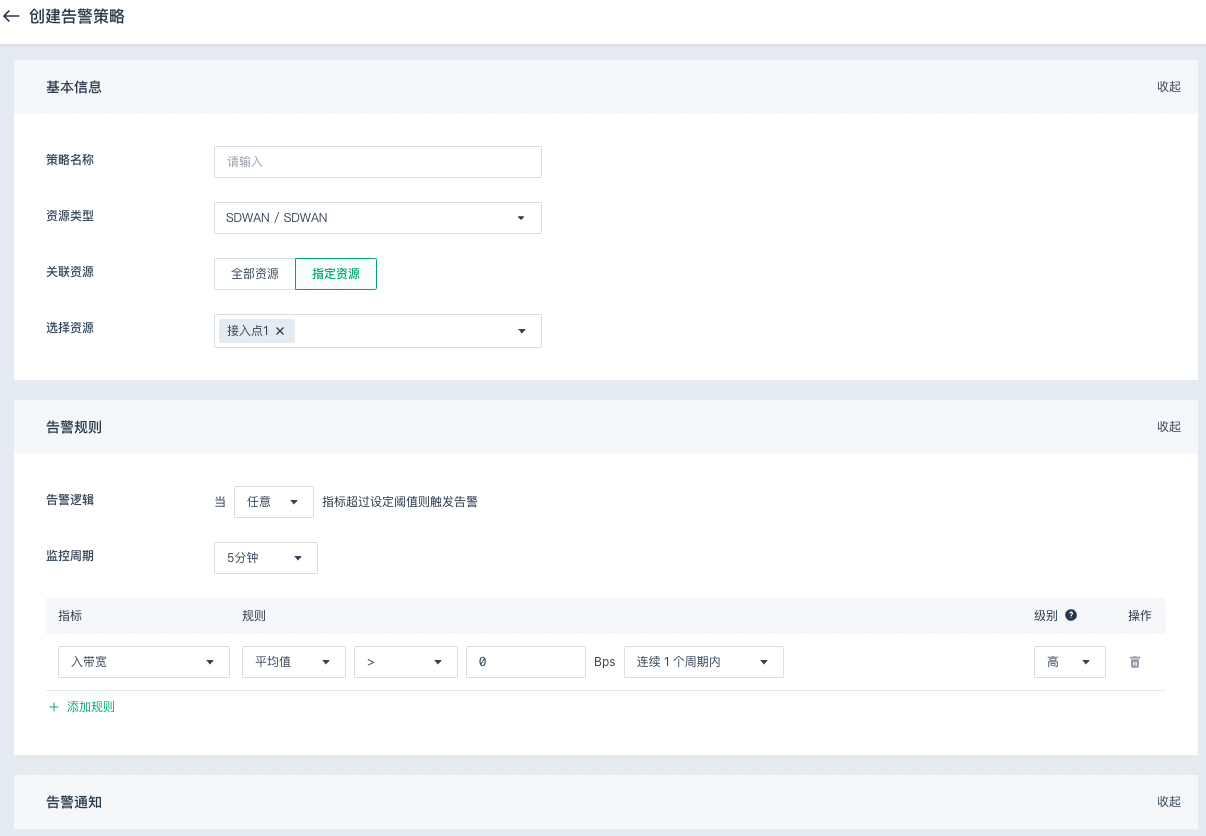 创建告警策略
基本信息 收起
策略名称 请输入
资源类型 SDWAN / SDWAN
关联资源 全部资源 指定资源
选择资源 接入点1
告警规则 收起
告警逻辑 当 任意 指标超过设定阈值则触发告警
监控周期 5分钟
指标 规则 级别 操作
入带宽 平均值 > 0 Bps 连续 1 个周期内 高
+ 添加规则
告警通知 收起